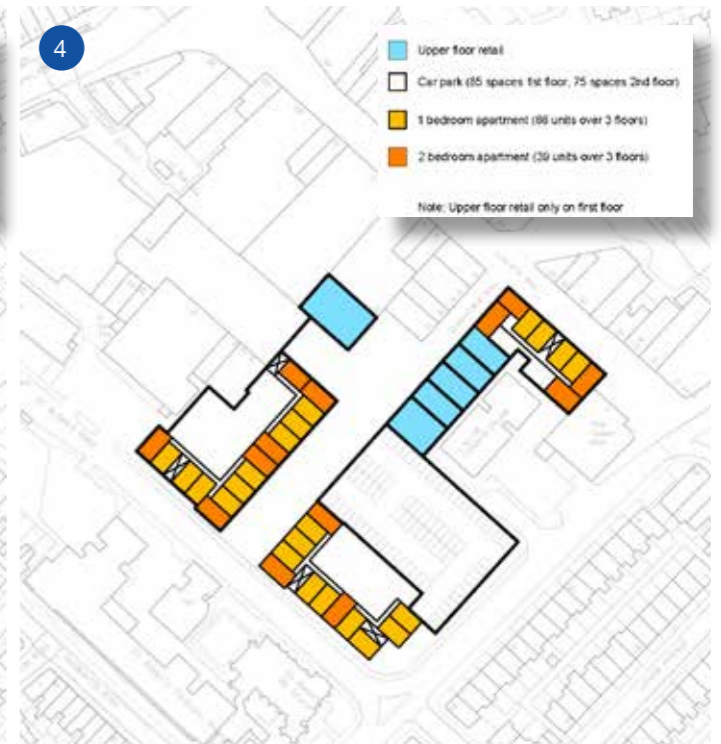 4
Upper floor retail
Car park (85 spaces 1st floor, 75 spaces 2nd floor)
1 bedroom apartment (66 units over 3 floors)
2 bedroom apartment (39 units over 3 floors)
Note: Upper floor retail only on first floor